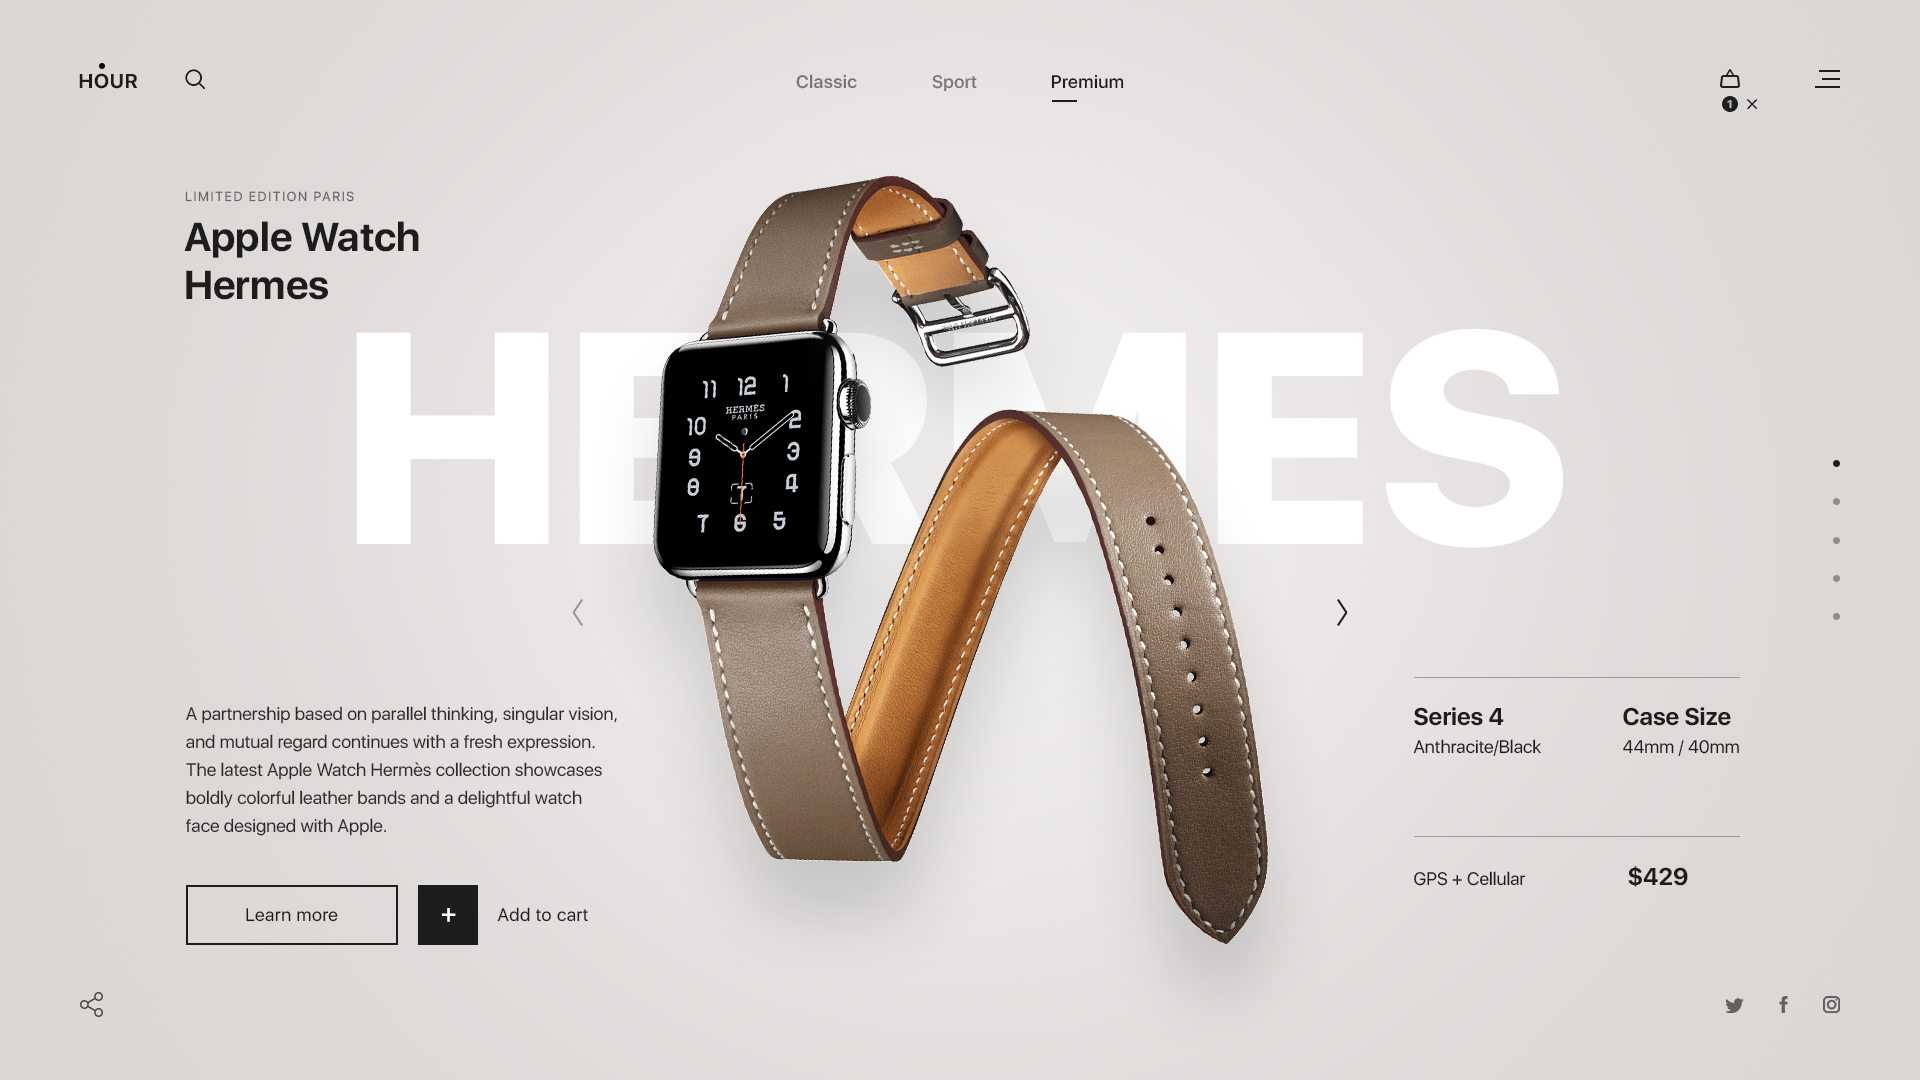 HOUR
Classic
Sport
Premium
1
LIMITED EDITION PARIS
Apple Watch
Hermes
HERMES
11 12 1
HERMES
PARIS
10 2
9 3
8 4
7
7 6 5
A partnership based on parallel thinking, singular vision,
and mutual regard continues with a fresh expression.
The latest Apple Watch Hermès collection showcases
boldly colorful leather bands and a delightful watch
face designed with Apple.
Series 4
Case Size
Anthracite/Black
44mm / 40mm
GPS + Cellular
$429
Learn more
+
Add to cart